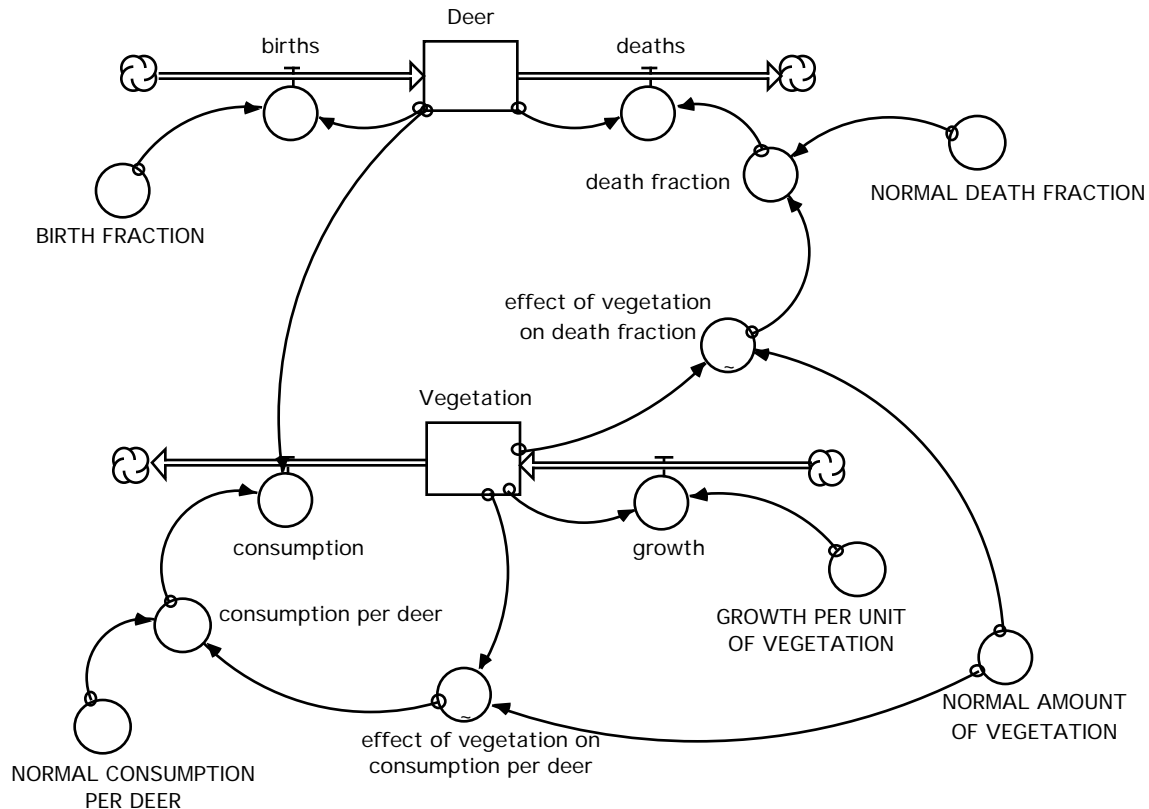 Deer
births
deaths
death fraction
NORMAL DEATH FRACTION
BIRTH FRACTION
effect of vegetation
on death fraction
~
Vegetation
consumption
growth
consumption per deer
GROWTH PER UNIT
OF VEGETATION
~
NORMAL AMOUNT
OF VEGETATION
effect of vegetation on
consumption per deer
NORMAL CONSUMPTION
PER DEER